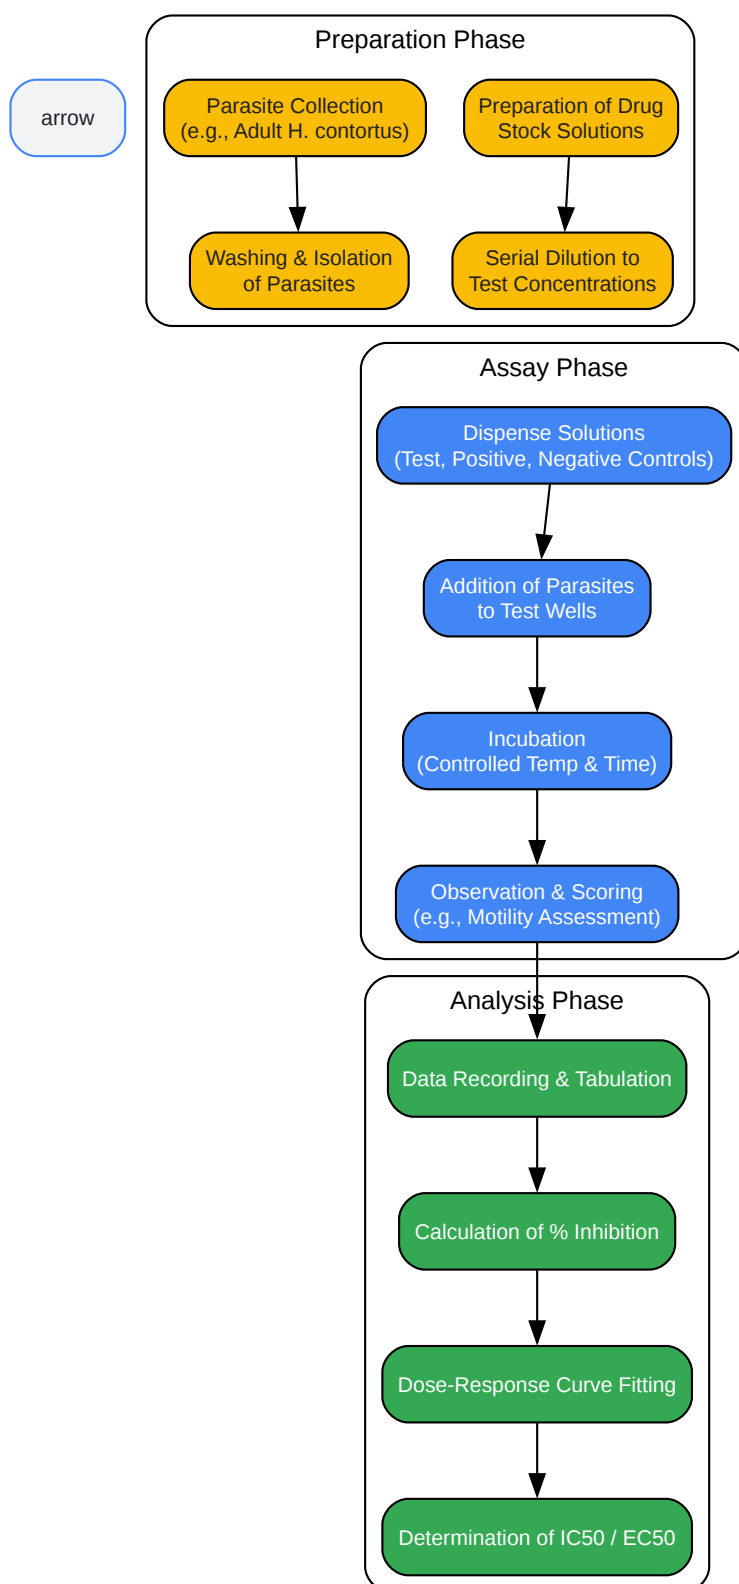 Preparation Phase
arrow
Parasite Collection
(e.g., Adult H. contortus)
Preparation of Drug
Stock Solutions
Washing & Isolation
of Parasites
Serial Dilution to
Test Concentrations
Assay Phase
Dispense Solutions
(Test, Positive, Negative Controls)
Addition of Parasites
to Test Wells
Incubation
(Controlled Temp & Time)
Observation & Scoring
(e.g., Motility Assessment)
Analysis Phase
Data Recording & Tabulation
Calculation of % Inhibition
Dose-Response Curve Fitting
Determination of IC50 / EC50